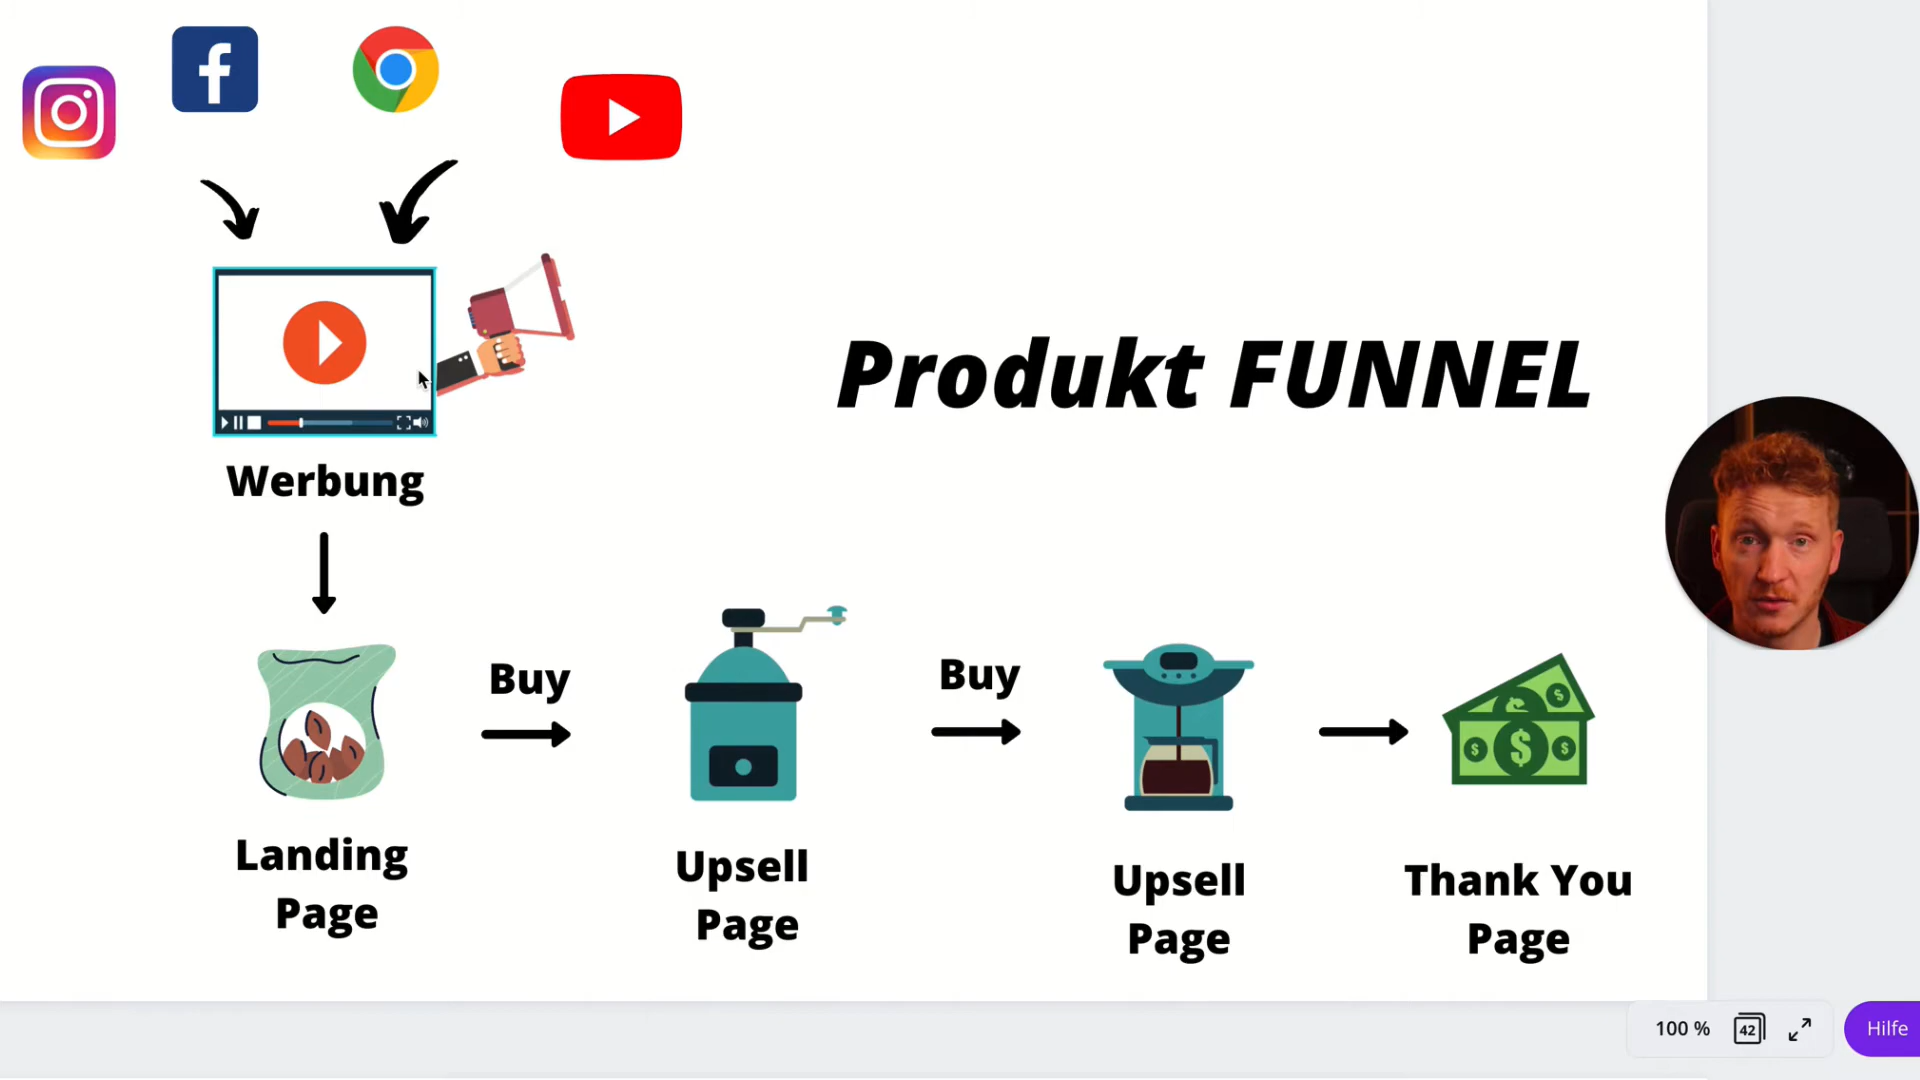 Produkt FUNNEL
Werbung
Buy
Buy
Landing
Page
Upsell
Page
Upsell
Page
Thank You
Page
100 %
42
Hilfe